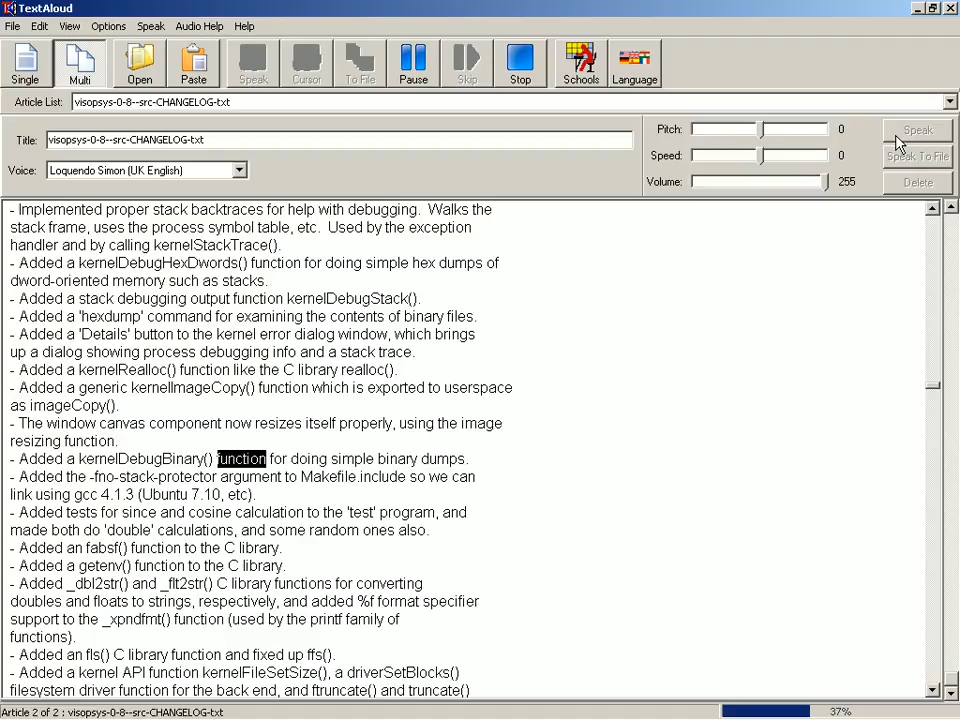 TextAloud
File Edit View Options Speak Audio Help Help
Single Multi Open Paste Speak Cursor To File Pause Skip Stop Schools Language
Article List: visopsys-0-8--src-CHANGELOG-txt
Title: visopsys-0-8--src-CHANGELOG-txt
Voice: Loquendo Simon (UK English)
Pitch: 0 Speak
Speed: 0 Speak To File
Volume: 255 Delete
- Implemented proper stack backtraces for help with debugging. Walks the
stack frame, uses the process symbol table, etc. Used by the exception
handler and by calling kernelStackTrace().
- Added a kernelDebugHexDwords() function for doing simple hex dumps of
dword-oriented memory such as stacks.
- Added a stack debugging output function kernelDebugStack().
- Added a 'hexdump' command for examining the contents of binary files.
- Added a 'Details' button to the kernel error dialog window, which brings
up a dialog showing process debugging info and a stack trace.
- Added a kernelRealloc() function like the C library realloc().
- Added a generic kernelImageCopy() function which is exported to userspace
as imageCopy().
- The window canvas component now resizes itself properly, using the image
resizing function.
- Added a kernelDebugBinary() function for doing simple binary dumps.
- Added the -fno-stack-protector argument to Makefile.include so we can
link using gcc 4.1.3 (Ubuntu 7.10, etc).
- Added tests for since and cosine calculation to the 'test' program, and
made both do 'double' calculations, and some random ones also.
- Added an fabsf() function to the C library.
- Added a getenv() function to the C library.
- Added _dbl2str() and _flt2str() C library functions for converting
doubles and floats to strings, respectively, and added %f format specifier
support to the _xpndfmt() function (used by the printf family of
functions).
- Added an fls() C library function and fixed up ffs().
- Added a kernel API function kernelFileSetSize(), a driverSetBlocks()
filesystem driver function for the back end, and ftruncate() and truncate()
Article 2 of 2 : visopsys-0-8--src-CHANGELOG-txt 37%